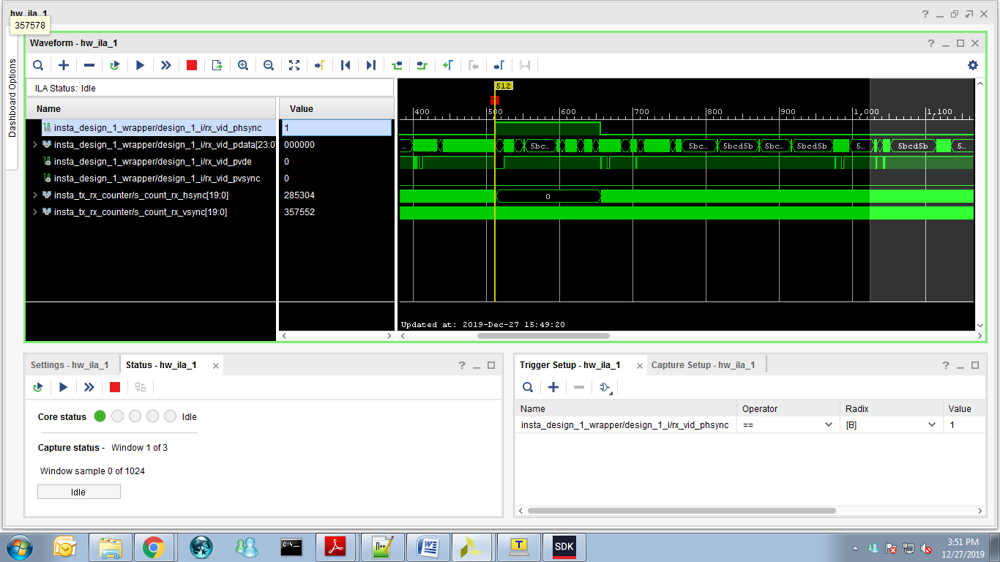 hw_ila_1
357578
Dashboard Options
Waveform - hw_ila_1
ILA Status: Idle
Name
Value
insta_design_1_wrapper/design_1_i/rx_vid_phsync
1
insta_design_1_wrapper/design_1_i/rx_vid_pdata[23:0]
000000
insta_design_1_wrapper/design_1_i/rx_vid_pvde
0
insta_design_1_wrapper/design_1_i/rx_vid_pvsync
0
insta_tx_rx_counter/s_count_rx_hsync[19:0]
285304
insta_tx_rx_counter/s_count_rx_vsync[19:0]
357552
512
400 500 600 700 800 900 1,000 1,100
... 5bc... 5bc... 5bcd5b 5bc... 5bcd5b 5... 5bcd5b 5...
0
Updated at: 2019-Dec-27 15:49:20
Settings - hw_ila_1
Status - hw_ila_1
Core status Idle
Capture status - Window 1 of 3
Window sample 0 of 1024
Idle
Trigger Setup - hw_ila_1
Capture Setup - hw_ila_1
Name Operator Radix Value
insta_design_1_wrapper/design_1_i/rx_vid_phsync == [B] 1
C:\
T
SDK
3:51 PM
12/27/2019